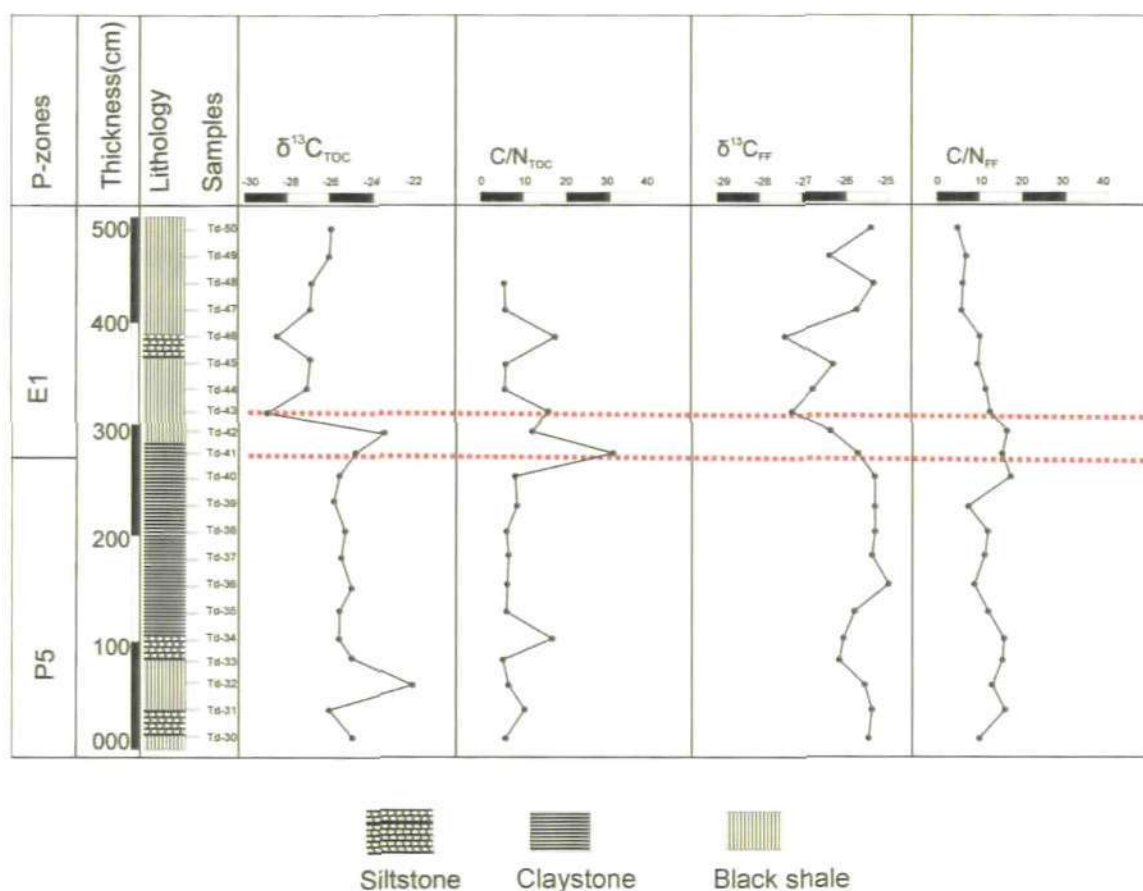 P-zones
Thickness(cm)
Lithology
Samples
δ¹³C_TOC
C/N_TOC
δ¹³C_FF
C/N_FF
-30 -28 -26 -24 -22
0 10 20 30 40
-29 -28 -27 -26 -25
0 10 20 30 40
E1
P5
500
400
300
200
100
000
Td-50
Td-49
Td-48
Td-47
Td-46
Td-45
Td-44
Td-43
Td-42
Td-41
Td-40
Td-39
Td-38
Td-37
Td-36
Td-35
Td-34
Td-33
Td-32
Td-31
Td-30
Siltstone Claystone Black shale